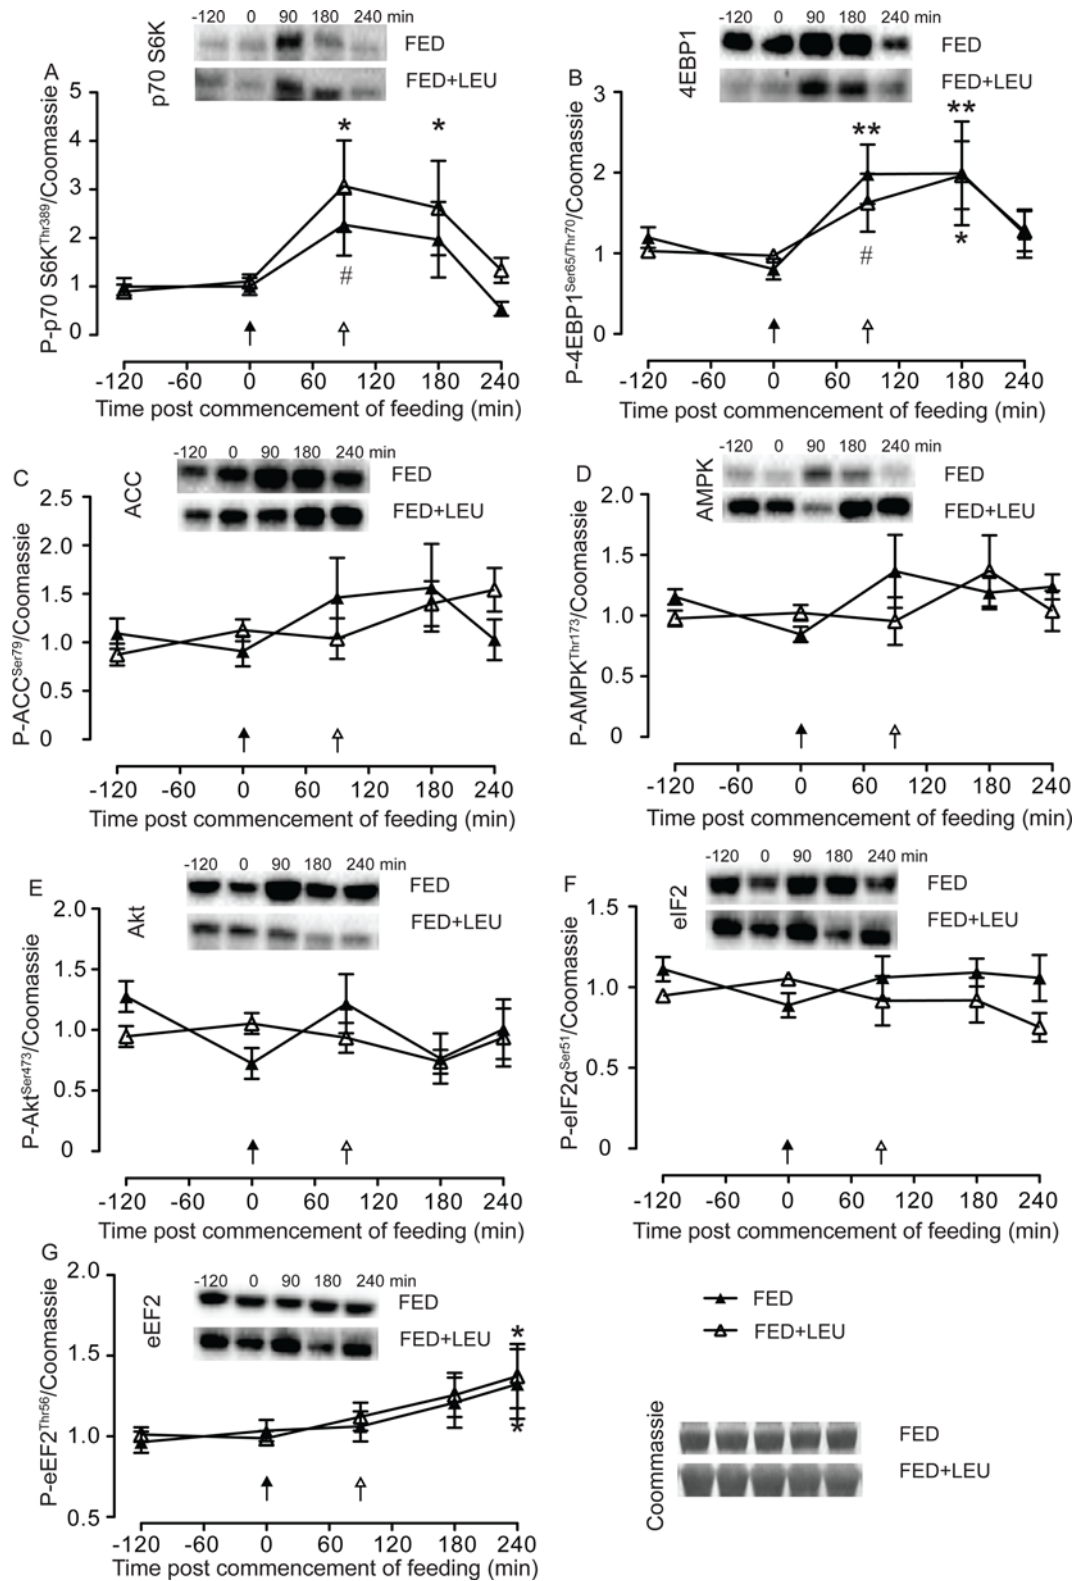 -120 0 90 180 240 min
p70 S6K
FED
FED+LEU
A
P-p70 S6K^Thr389/Coomassie
5
4
3
2
1
0
* *
#
-120 -60 0 60 120 180 240
Time post commencement of feeding (min)
-120 0 90 180 240 min
4EBP1
FED
FED+LEU
B
P-4EBP1^Ser65/Thr70/Coomassie
3
2
1
0
** **
# *
-120 -60 0 60 120 180 240
Time post commencement of feeding (min)
C
-120 0 90 180 240 min
ACC
FED
FED+LEU
P-ACC^Ser79/Coomassie
2.5
2.0
1.5
1.0
0.5
0
-120 -60 0 60 120 180 240
Time post commencement of feeding (min)
D
-120 0 90 180 240 min
AMPK
FED
FED+LEU
P-AMPK^Thr173/Coomassie
2.0
1.5
1.0
0.5
0
-120 -60 0 60 120 180 240
Time post commencement of feeding (min)
E
-120 0 90 180 240 min
Akt
FED
FED+LEU
P-Akt^Ser473/Coomassie
2.0
1.5
1.0
0.5
0
-120 -60 0 60 120 180 240
Time post commencement of feeding (min)
F
-120 0 90 180 240 min
eIF2
FED
FED+LEU
P-eIF2α^Ser51/Coomassie
1.5
1.0
0.5
0
-120 -60 0 60 120 180 240
Time post commencement of feeding (min)
G
-120 0 90 180 240 min
eEF2
FED
FED+LEU
P-eEF2^Thr56/Coomassie
2.0
1.5
1.0
0.5
*
*
-120 -60 0 60 120 180 240
Time post commencement of feeding (min)
FED
FED+LEU
Coommassie
FED
FED+LEU